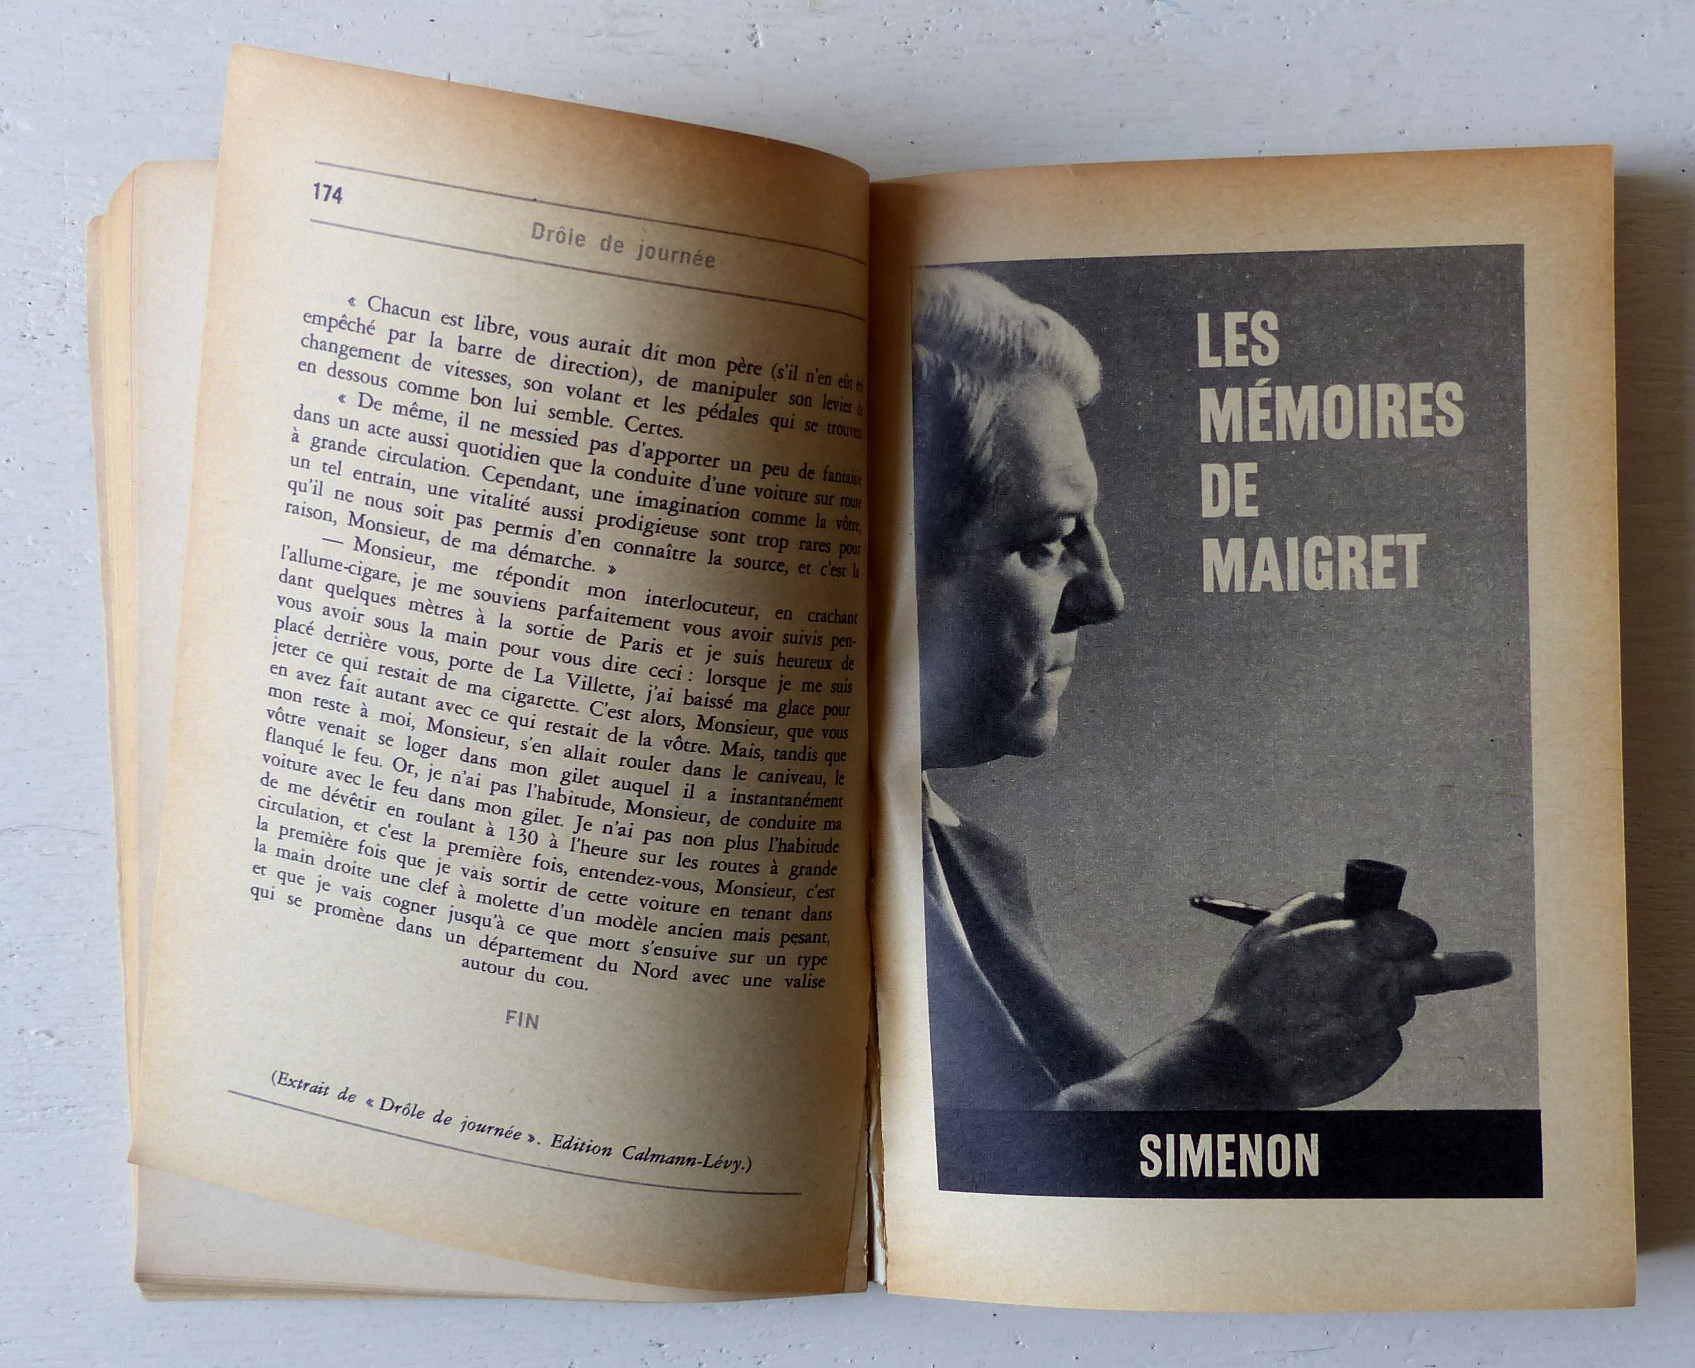 174
Drôle de journée
« Chacun est libre, vous aurait dit mon père (s'il n'en eût
empêché par la barre de direction), de manipuler son levier de
changement de vitesses, son volant et les pédales qui se trouvent
en dessous comme bon lui semble. Certes.
« De même, il ne messied pas d'apporter un peu de fantaisie
dans un acte aussi quotidien que la conduite d'une voiture sur route
à grande circulation. Cependant, une imagination comme la vôtre,
un tel entrain, une vitalité aussi prodigieuse sont trop rares pour
qu'il ne nous soit pas permis d'en connaître la source, et c'est la
raison, Monsieur, de ma démarche. »
— Monsieur, me répondit mon interlocuteur, en crachant
l'allume-cigare, je me souviens parfaitement vous avoir suivis pen-
dant quelques mètres à la sortie de Paris et je suis heureux de
vous avoir sous la main pour vous dire ceci : lorsque je me suis
placé derrière vous, porte de La Villette, j'ai baissé ma glace pour
jeter ce qui restait de ma cigarette. C'est alors, Monsieur, que vous
en avez fait autant avec ce qui restait de la vôtre. Mais, tandis que
mon reste à moi, Monsieur, s'en allait rouler dans le caniveau, le
vôtre venait se loger dans mon gilet auquel il a instantanément
flanqué le feu. Or, je n'ai pas l'habitude, Monsieur, de conduire ma
voiture avec le feu dans mon gilet. Je n'ai pas non plus l'habitude
de me dévêtir en roulant à 130 à l'heure sur les routes à grande
circulation, et c'est la première fois, entendez-vous, Monsieur, c'est
la première fois que je vais sortir de cette voiture en tenant dans
la main droite une clef à molette d'un modèle ancien mais pesant,
et que je vais cogner jusqu'à ce que mort s'ensuive sur un type
qui se promène dans un département du Nord avec une valise
autour du cou.
FIN
(Extrait de « Drôle de journée ». Edition Calmann-Lévy.)
LES
MÉMOIRES
DE
MAIGRET
SIMENON